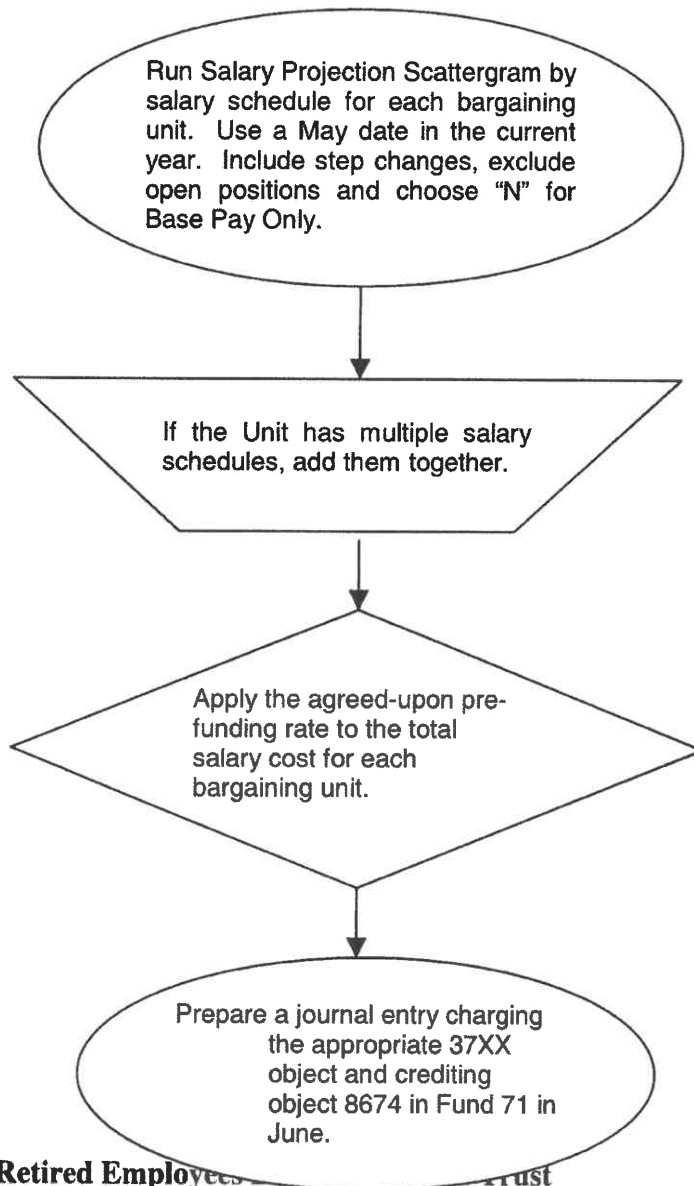 Run Salary Projection Scattergram by
salary schedule for each bargaining
unit. Use a May date in the current
year. Include step changes, exclude
open positions and choose “N” for
Base Pay Only.
If the Unit has multiple salary
schedules, add them together.
Apply the agreed-upon pre-
funding rate to the total
salary cost for each
bargaining unit.
Prepare a journal entry charging
the appropriate 37XX
object and crediting
object 8674 in Fund 71 in
June.
Retired Employees Trust